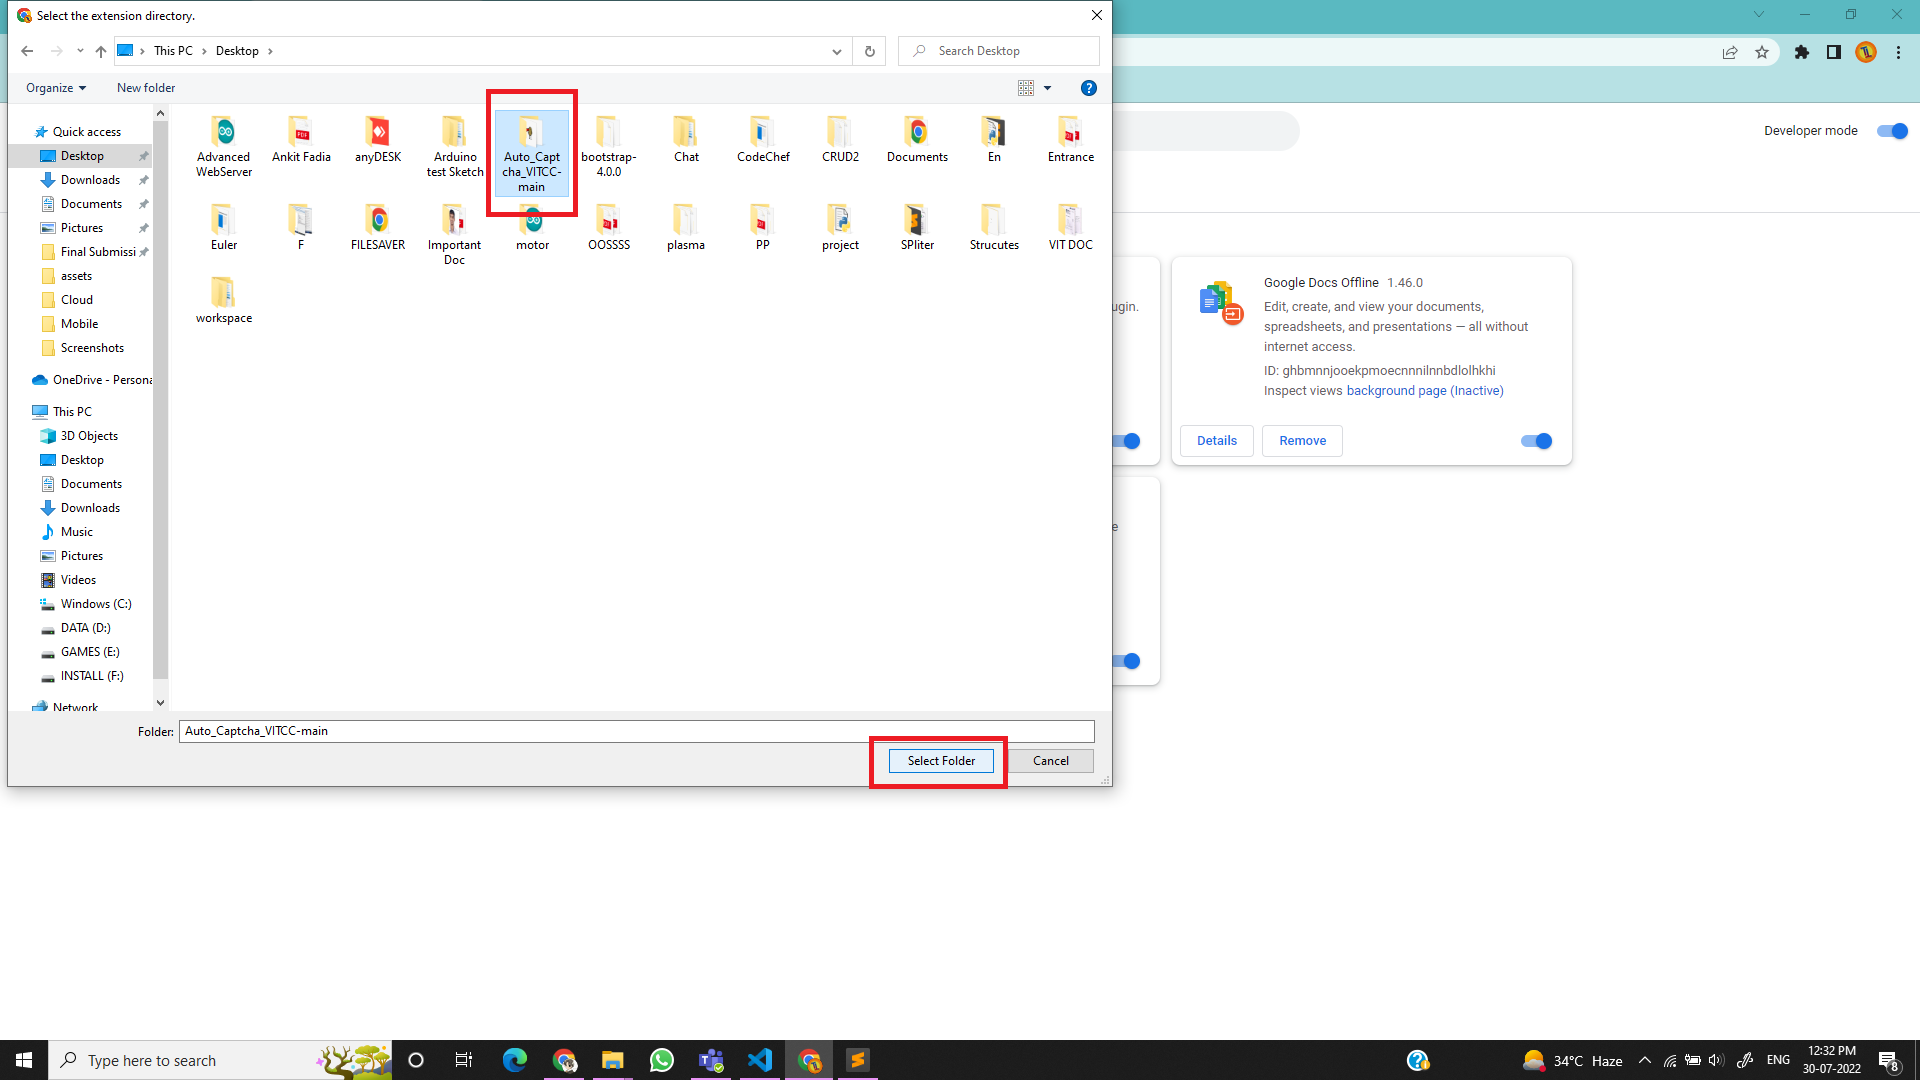 Select the extension directory.
This PC
Desktop
Search Desktop
Organize
New folder
Developer mode
Quick access
Desktop
Downloads
Documents
Pictures
Final Submissi
assets
Cloud
Mobile
Screenshots
OneDrive - Persona
This PC
3D Objects
Desktop
Documents
Downloads
Music
Pictures
Videos
Windows (C:)
DATA (D:)
GAMES (E:)
INSTALL (F:)
Network
Advanced
WebServer
Ankit Fadia
anyDESK
Arduino
test Sketch
Auto_Capt
cha_VITCC-
main
bootstrap-
4.0.0
Chat
CodeChef
CRUD2
Documents
En
Entrance
Euler
F
FILESAVER
Important
Doc
motor
OOSSSS
plasma
PP
project
SPliter
Strucutes
VIT DOC
workspace
ugin.
Google Docs Offline 1.46.0
Edit, create, and view your documents,
spreadsheets, and presentations — all without
internet access.
ID: ghbmnnjooekpmoecnnnilnnbdlolhkhi
Inspect views background page (Inactive)
Details
Remove
e
Folder: Auto_Captcha_VITCC-main
Select Folder
Cancel
Type here to search
34°C Haze
ENG
12:32 PM
30-07-2022
8